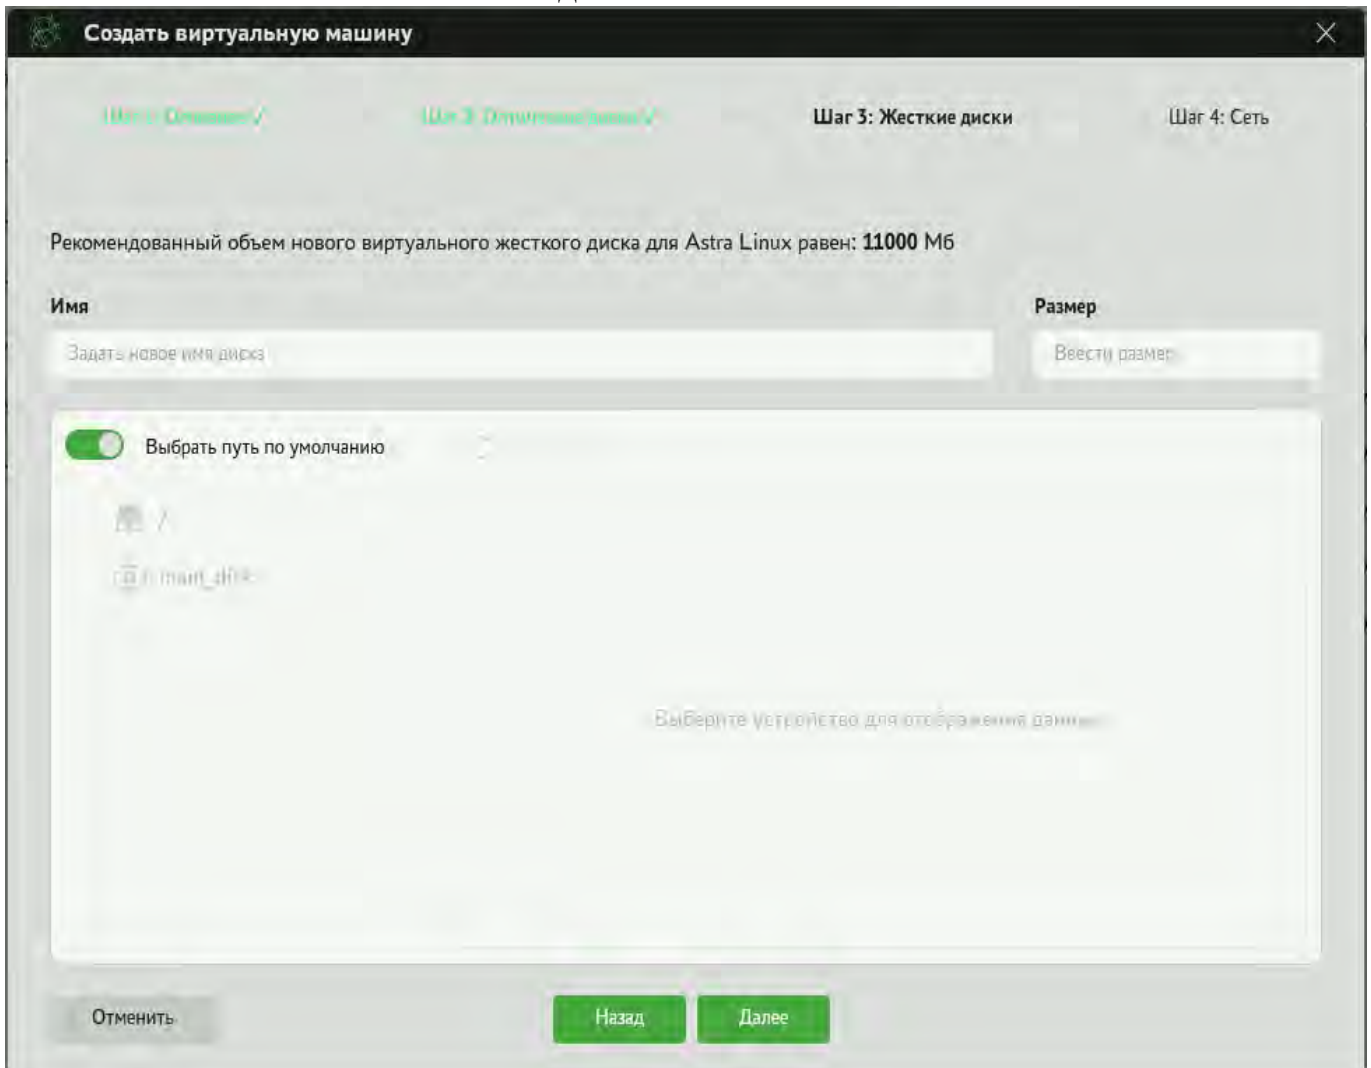 Создать виртуальную машину
Шаг 3: Жесткие диски
Шаг 4: Сеть
Рекомендованный объем нового виртуального жесткого диска для Astra Linux равен: 11000 Мб
Имя
Размер
Задать новое имя диска
Ввести размер
Выбрать путь по умолчанию
/
Выберите устройство для отображения
Отменить
Назад
Далее